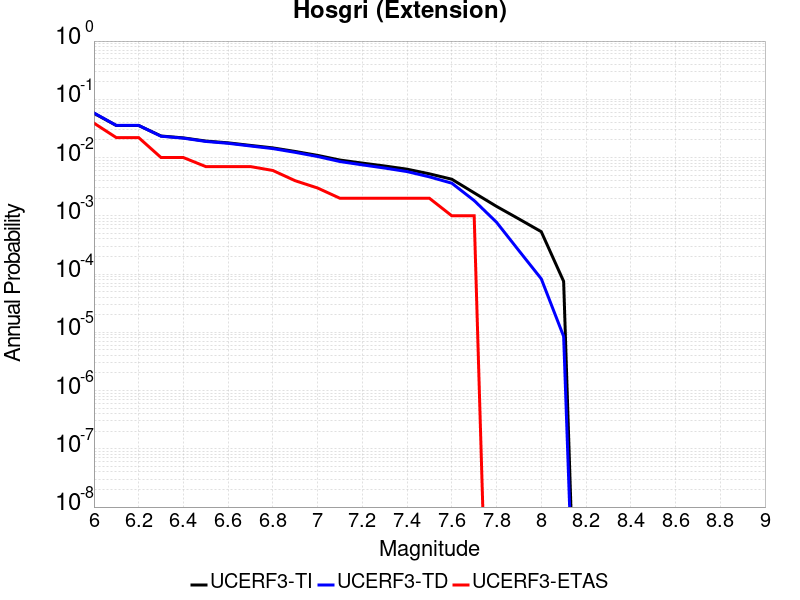 Hosgri (Extension)
10^0
10^-1
10^-2
10^-3
10^-4
10^-5
10^-6
10^-7
10^-8
Annual Probability
6 6.2 6.4 6.6 6.8 7 7.2 7.4 7.6 7.8 8 8.2 8.4 8.6 8.8 9
Magnitude
UCERF3-TI UCERF3-TD UCERF3-ETAS